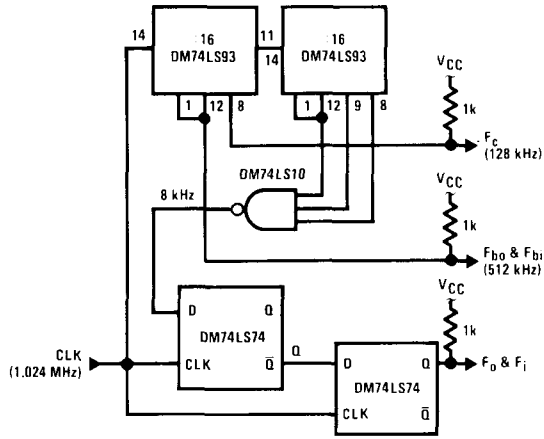 ÷16
DM74LS93
÷16
DM74LS93
14
11
14
1
12
8
1
12
9
8
VCC
1k
Fc
(128 kHz)
DM74LS10
8 kHz
VCC
1k
Fbo & Fbi
(512 kHz)
D
Q
DM74LS74
CLK
Q̅
Q
VCC
1k
D
Q
Fo & Fi
DM74LS74
CLK
Q̅
CLK
(1.024 MHz)